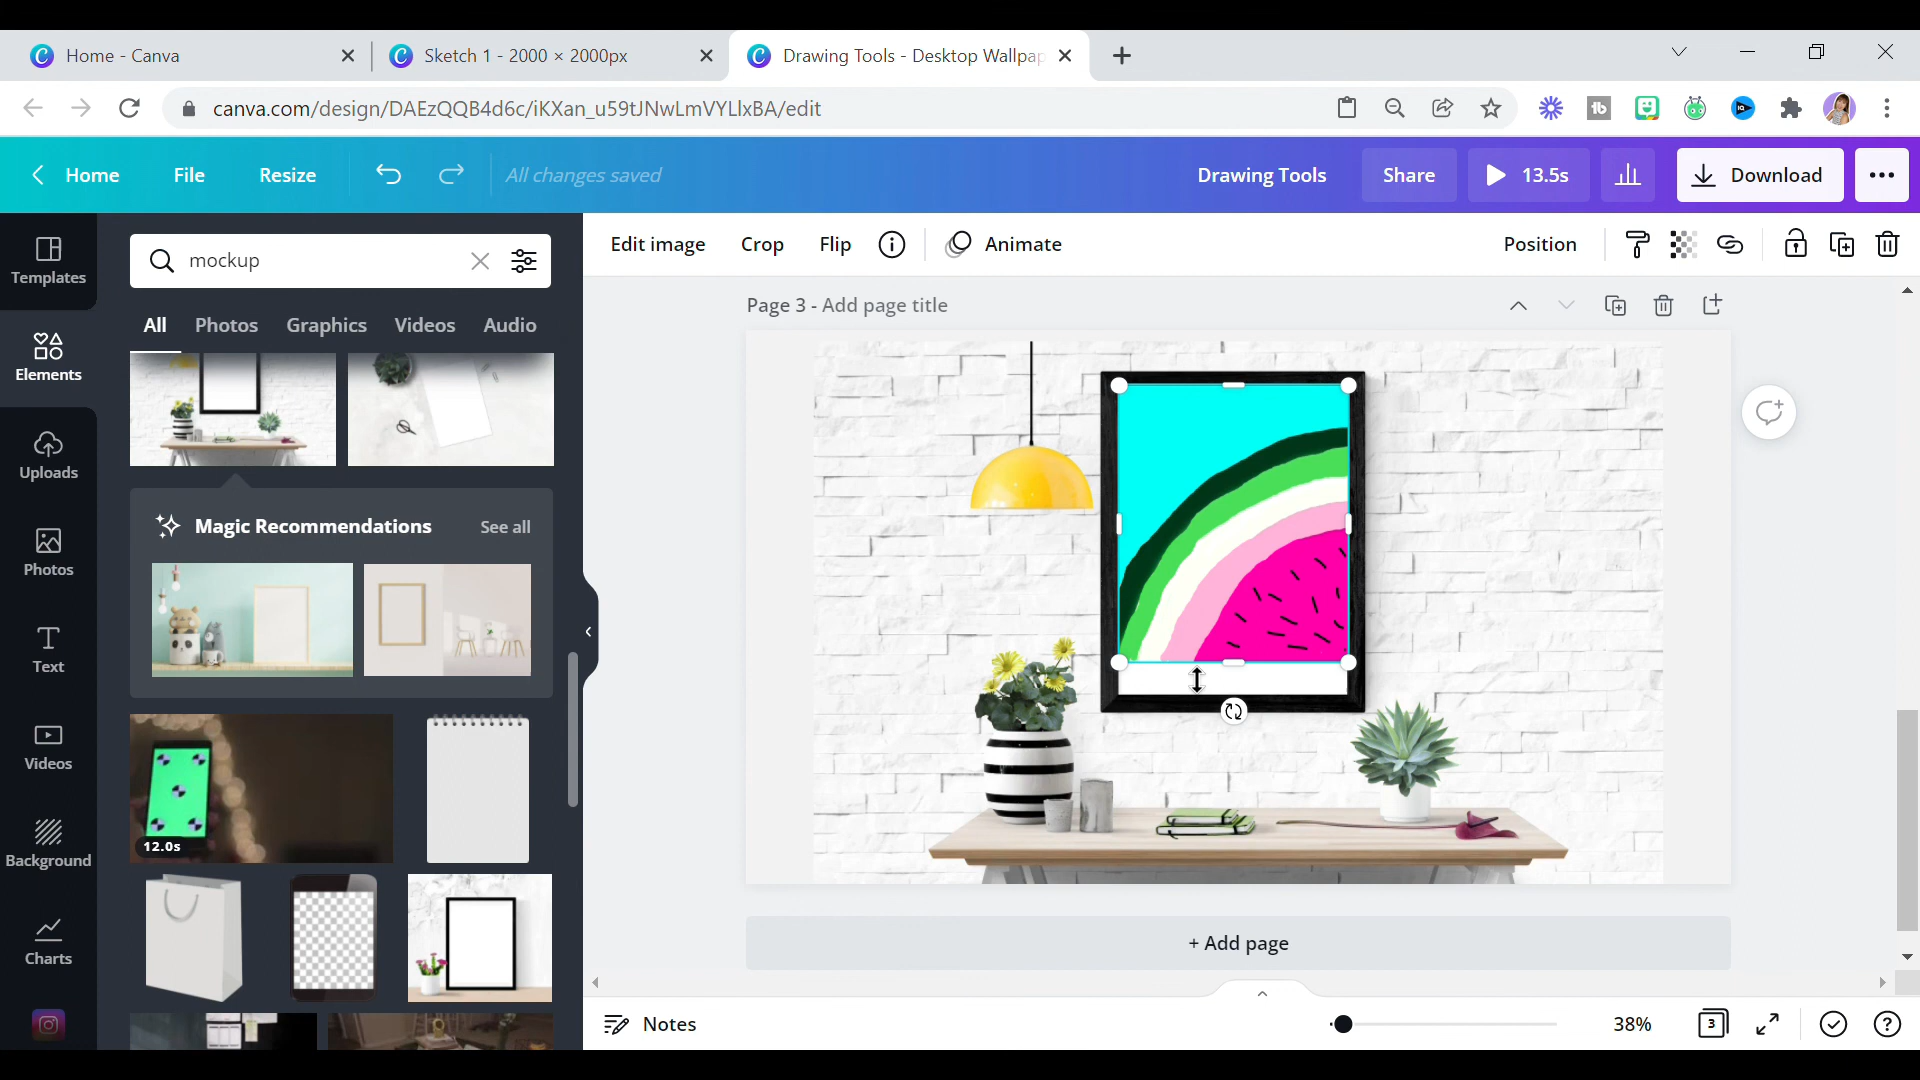 Home - Canva
Sketch 1 - 2000 × 2000px
Drawing Tools - Desktop Wallpap
canva.com/design/DAEzQQB4d6c/iKXan_u59tJNwLmVYLlxBA/edit
Home
File
Resize
All changes saved
Drawing Tools
Share
13.5s
Download
Templates
Elements
Uploads
Photos
Text
Videos
Background
Charts
mockup
All
Photos
Graphics
Videos
Audio
Magic Recommendations
See all
12.0s
Edit image
Crop
Flip
Animate
Position
Page 3 - Add page title
+ Add page
Notes
38%
3